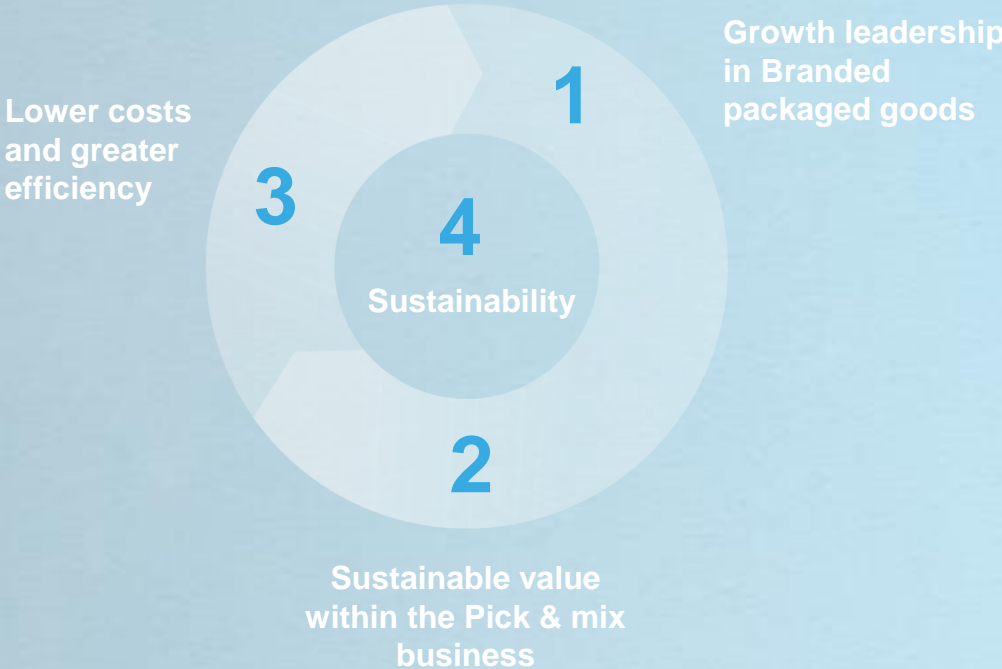 1
Growth leadership
in Branded
packaged goods
2
Sustainable value
within the Pick & mix
business
3
Lower costs
and greater
efficiency
4
Sustainability